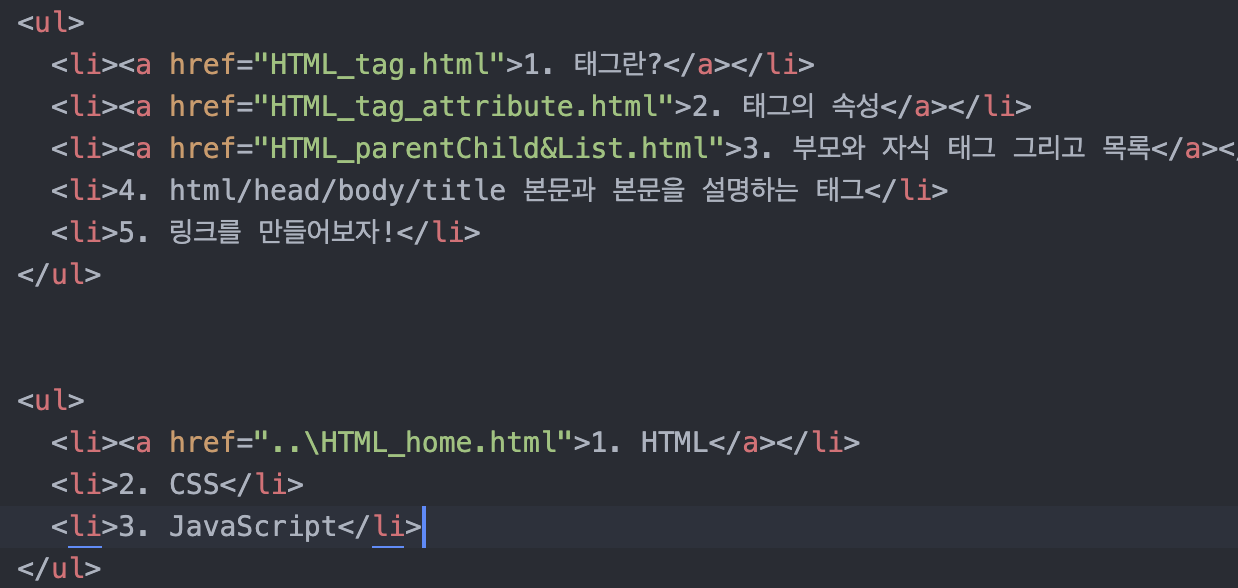 <ul>
<li><a href="HTML_tag.html">1. 태그란?</a></li>
<li><a href="HTML_tag_attribute.html">2. 태그의 속성</a></li>
<li><a href="HTML_parentChild&List.html">3. 부모와 자식 태그 그리고 목록</a></
<li>4. html/head/body/title 본문과 본문을 설명하는 태그</li>
<li>5. 링크를 만들어보자!</li>
</ul>
<ul>
<li><a href="..\HTML_home.html">1. HTML</a></li>
<li>2. CSS</li>
<li>3. JavaScript</li>
</ul>